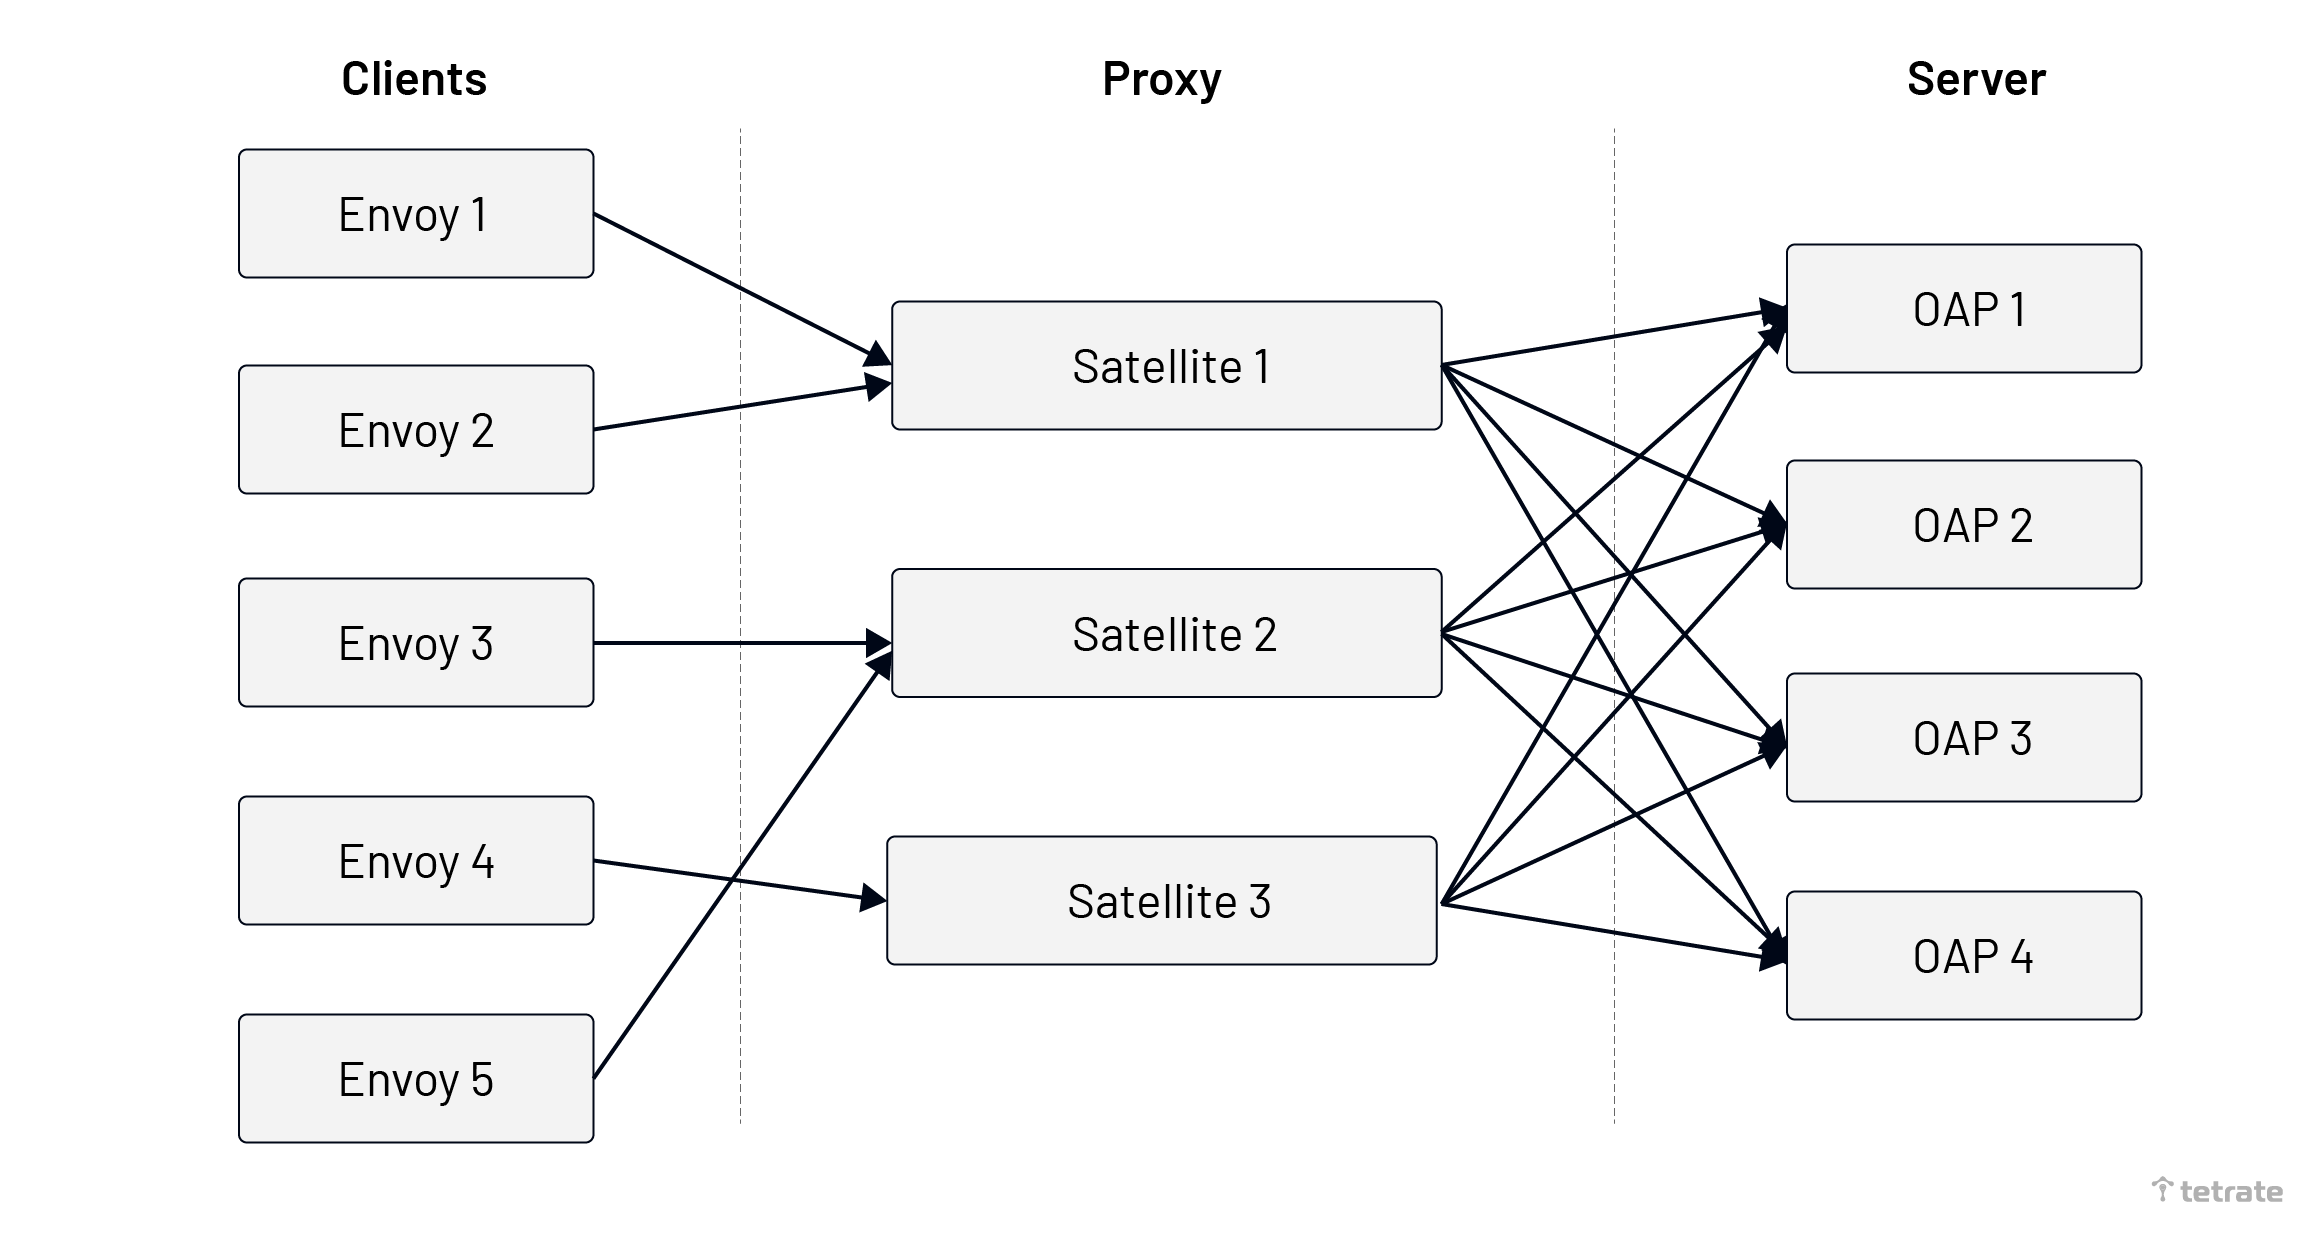 Clients
Proxy
Server
Envoy 1
Envoy 2
Envoy 3
Envoy 4
Envoy 5
Satellite 1
Satellite 2
Satellite 3
OAP 1
OAP 2
OAP 3
OAP 4
tetrate